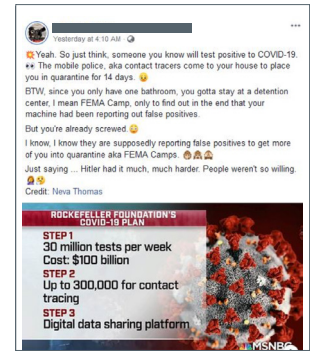 Yesterday at 4:10 AM ·
Yeah. So just think, someone you know will test positive to COVID-19.
The mobile police, aka contact tracers come to your house to place
you in quarantine for 14 days.
BTW, since you only have one bathroom, you gotta stay at a detention
center, I mean FEMA Camp, only to find out in the end that your
machine had been reporting out false positives.
But you're already screwed.
I know, I know they are supposedly reporting false positives to get more
of you into quarantine aka FEMA Camps.
Just saying ... Hitler had it much, much harder. People weren't so willing.
Credit: Neva Thomas
ROCKEFELLER FOUNDATION'S
COVID-19 PLAN
STEP 1
30 million tests per week
Cost: $100 billion
STEP 2
Up to 300,000 for contact
tracing
STEP 3
Digital data sharing platform
MSNBC